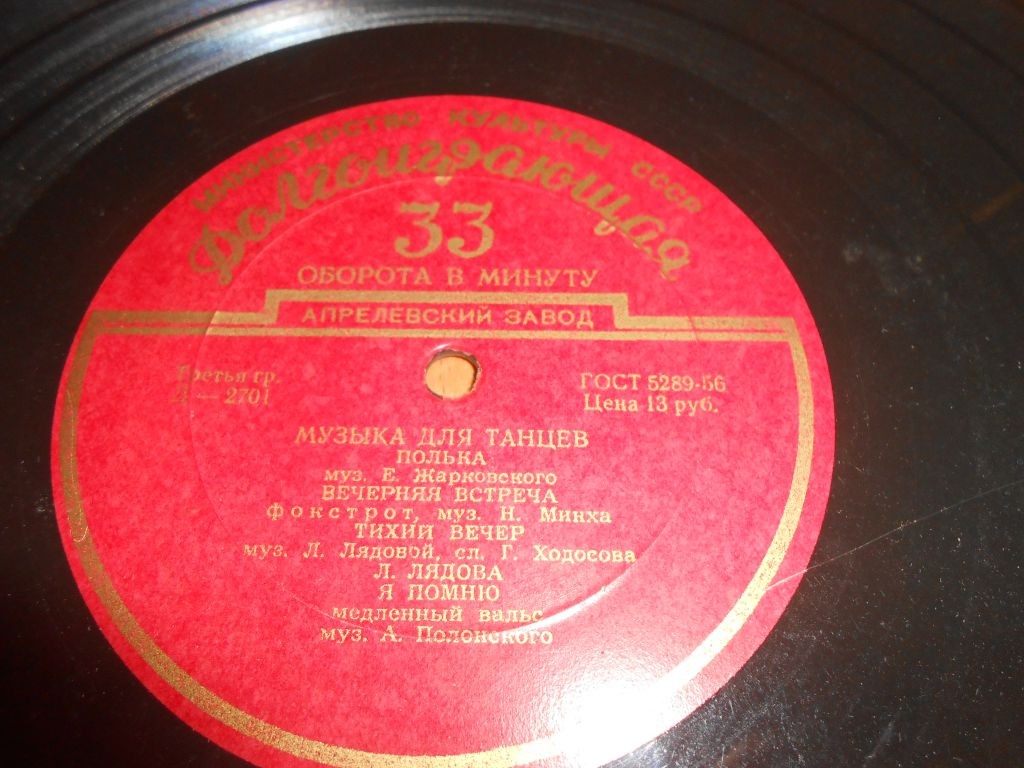 МИНИСТЕРСТВО КУЛЬТУРЫ СССР
Долгоиграющая
33
ОБОРОТА В МИНУТУ
АПРЕЛЕВСКИЙ ЗАВОД
Третья гр.
Д — 2701
ГОСТ 5289-56
Цена 13 руб.
МУЗЫКА ДЛЯ ТАНЦЕВ
ПОЛЬКА
муз. Е. Жарковского
ВЕЧЕРНЯЯ ВСТРЕЧА
фокстрот, муз. Н. Минха
ТИХИЙ ВЕЧЕР
муз. Л. Лядовой, сл. Г. Ходосова
Л. ЛЯДОВА
Я ПОМНЮ
медленный вальс
муз. А. Полонского